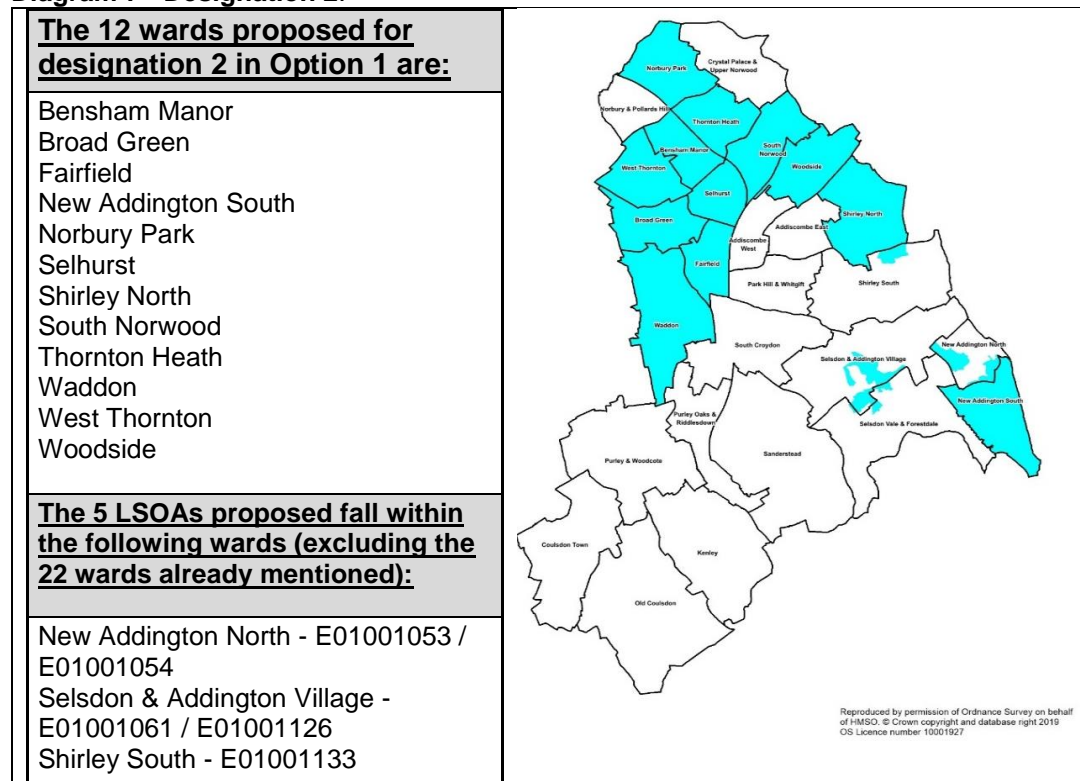 The 12 wards proposed for
designation 2 in Option 1 are:
Bensham Manor
Broad Green
Fairfield
New Addington South
Norbury Park
Selhurst
Shirley North
South Norwood
Thornton Heath
Waddon
West Thornton
Woodside
The 5 LSOAs proposed fall within
the following wards (excluding the
22 wards already mentioned):
New Addington North - E01001053 /
E01001054
Selsdon & Addington Village -
E01001061 / E01001126
Shirley South - E01001133
Norbury Park
Crystal Palace &
Upper Norwood
Norbury & Pollards Hill
Thornton Heath
Bensham Manor
South
Norwood
West Thornton
Woodside
Selhurst
Broad Green
Shirley North
Addiscombe East
Addiscombe
West
Fairfield
Park Hill & Whitgift
Shirley South
Waddon
South Croydon
New Addington North
Selsdon & Addington Village
New Addington South
Purley Oaks &
Riddlesdown
Selsdon Vale & Forestdale
Sanderstead
Purley & Woodcote
Coulsdon Town
Kenley
Old Coulsdon
Reproduced by permission of Ordnance Survey on behalf
of HMSO. © Crown copyright and database right 2019
OS Licence number 10001927